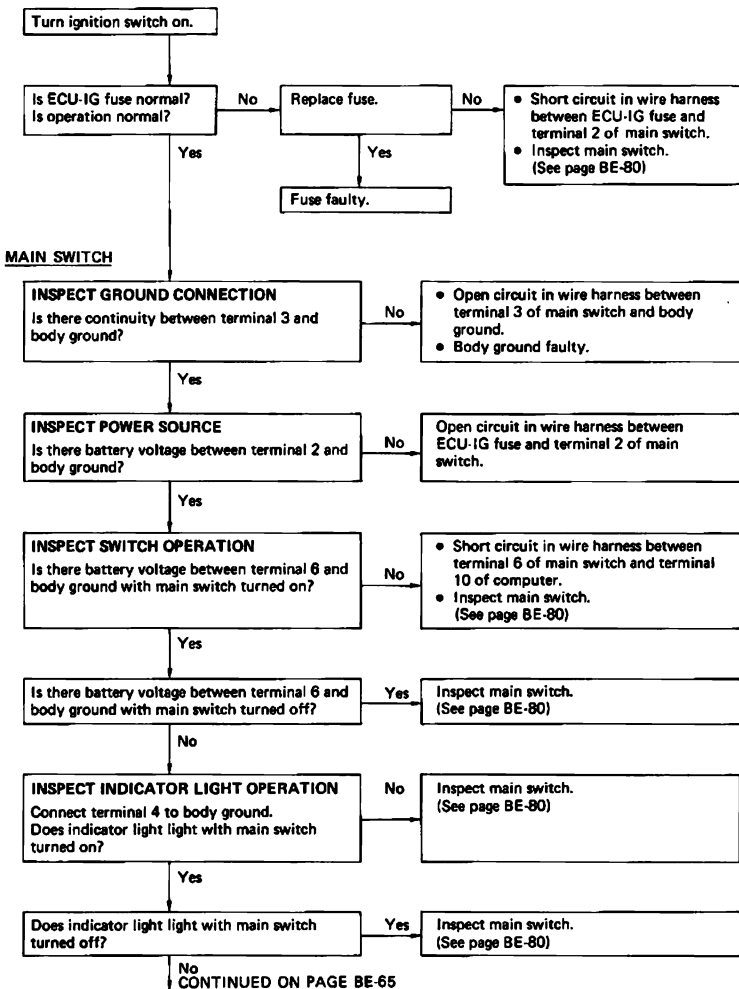 Turn ignition switch on.
Is ECU-IG fuse normal?
Is operation normal?
No
Replace fuse.
No
● Short circuit in wire harness
between ECU-IG fuse and
terminal 2 of main switch.
● Inspect main switch.
(See page BE-80)
Yes
Yes
Fuse faulty.
MAIN SWITCH
INSPECT GROUND CONNECTION
Is there continuity between terminal 3 and
body ground?
No
● Open circuit in wire harness between
terminal 3 of main switch and body
ground.
● Body ground faulty.
Yes
INSPECT POWER SOURCE
Is there battery voltage between terminal 2 and
body ground?
No
Open circuit in wire harness between
ECU-IG fuse and terminal 2 of main
switch.
Yes
INSPECT SWITCH OPERATION
Is there battery voltage between terminal 6 and
body ground with main switch turned on?
No
● Short circuit in wire harness between
terminal 6 of main switch and terminal
10 of computer.
● Inspect main switch.
(See page BE-80)
Yes
Is there battery voltage between terminal 6 and
body ground with main switch turned off?
Yes
Inspect main switch.
(See page BE-80)
No
INSPECT INDICATOR LIGHT OPERATION
Connect terminal 4 to body ground.
Does indicator light light with main switch
turned on?
No
Inspect main switch.
(See page BE-80)
Yes
Does indicator light light with main switch
turned off?
Yes
Inspect main switch.
(See page BE-80)
No
CONTINUED ON PAGE BE-65